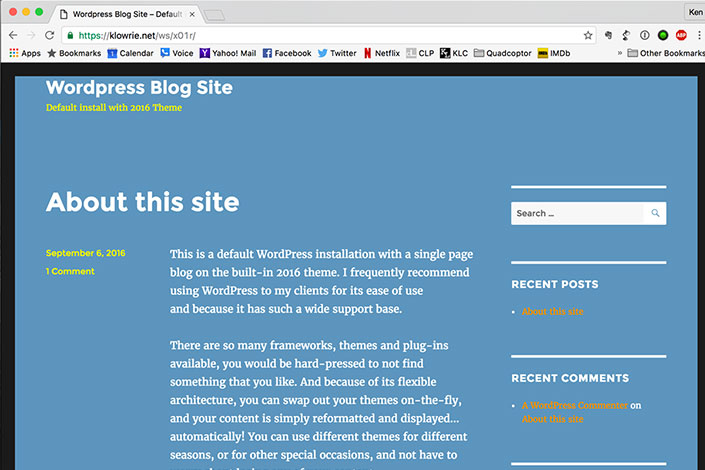 Wordpress Blog Site – Default
Ken
https://klowrie.net/ws/x01r/
Apps Bookmarks Calendar Voice Yahoo! Mail Facebook Twitter Netflix CLP KLC Quadcoptor IMDb » Other Bookmarks
Wordpress Blog Site
Default install with 2016 Theme
About this site
September 6, 2016
1 Comment
This is a default WordPress installation with a single page
blog on the built-in 2016 theme. I frequently recommend
using WordPress to my clients for its ease of use
and because it has such a wide support base.
There are so many frameworks, themes and plug-ins
available, you would be hard-pressed to not find
something that you like. And because of its flexible
architecture, you can swap out your themes on-the-fly,
and your content is simply reformatted and displayed...
automatically! You can use different themes for different
seasons, or for other special occasions, and not have to
Search ...
RECENT POSTS
About this site
RECENT COMMENTS
A WordPress Commenter on
About this site